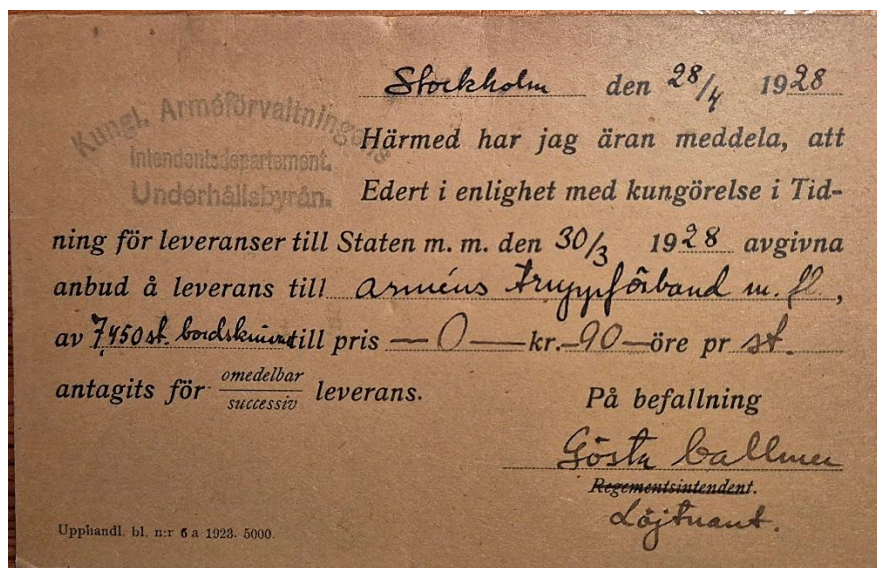 Stockholm den 28/4 1928
Kungl. Arméförvaltningens
Intendentsdepartement.
Underhållsbyrån.
Härmed har jag äran meddela, att
Edert i enlighet med kungörelse i Tid-
ning för leveranser till Staten m. m. den 30/3 1928 avgivna
anbud å leverans till arméns truppförband m. fl,
av 7450 st. bordsknivar till pris — 0 — kr. — 90 — öre pr st.
antagits för omedelbar
successiv leverans.
På befallning
Gösta Callmer
Regementsintendent.
Löjtnant.
Upphandl. bl. n:r 6 a 1923. 5000.